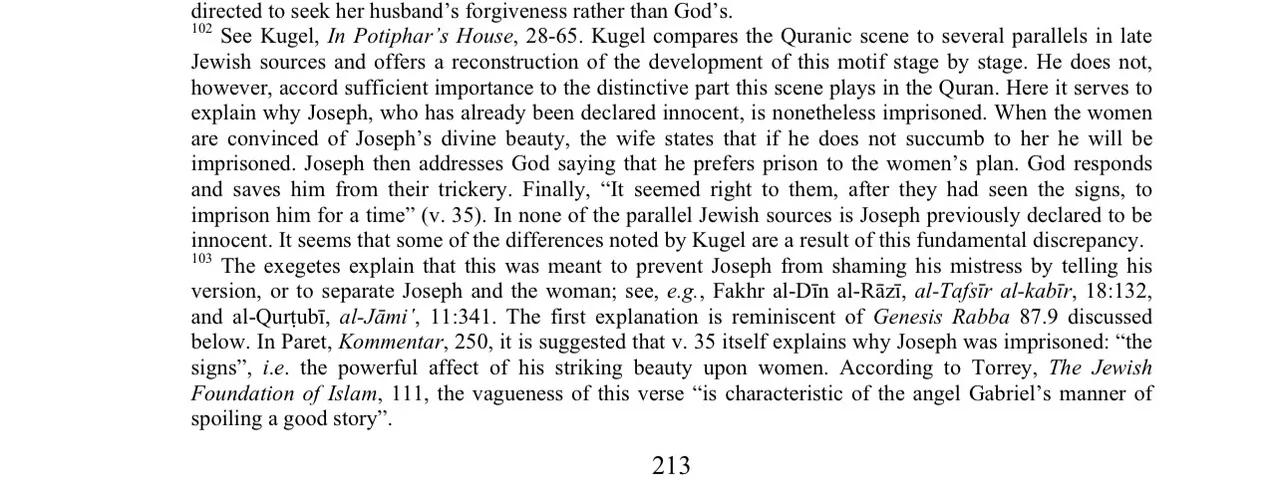 directed to seek her husband’s forgiveness rather than God’s.
102 See Kugel, In Potiphar’s House, 28-65. Kugel compares the Quranic scene to several parallels in late
Jewish sources and offers a reconstruction of the development of this motif stage by stage. He does not,
however, accord sufficient importance to the distinctive part this scene plays in the Quran. Here it serves to
explain why Joseph, who has already been declared innocent, is nonetheless imprisoned. When the women
are convinced of Joseph’s divine beauty, the wife states that if he does not succumb to her he will be
imprisoned. Joseph then addresses God saying that he prefers prison to the women’s plan. God responds
and saves him from their trickery. Finally, “It seemed right to them, after they had seen the signs, to
imprison him for a time” (v. 35). In none of the parallel Jewish sources is Joseph previously declared to be
innocent. It seems that some of the differences noted by Kugel are a result of this fundamental discrepancy.
103 The exegetes explain that this was meant to prevent Joseph from shaming his mistress by telling his
version, or to separate Joseph and the woman; see, e.g., Fakhr al-Dīn al-Rāzī, al-Tafsīr al-kabīr, 18:132,
and al-Qurṭubī, al-Jāmi‘, 11:341. The first explanation is reminiscent of Genesis Rabba 87.9 discussed
below. In Paret, Kommentar, 250, it is suggested that v. 35 itself explains why Joseph was imprisoned: “the
signs”, i.e. the powerful affect of his striking beauty upon women. According to Torrey, The Jewish
Foundation of Islam, 111, the vagueness of this verse “is characteristic of the angel Gabriel’s manner of
spoiling a good story”.
213